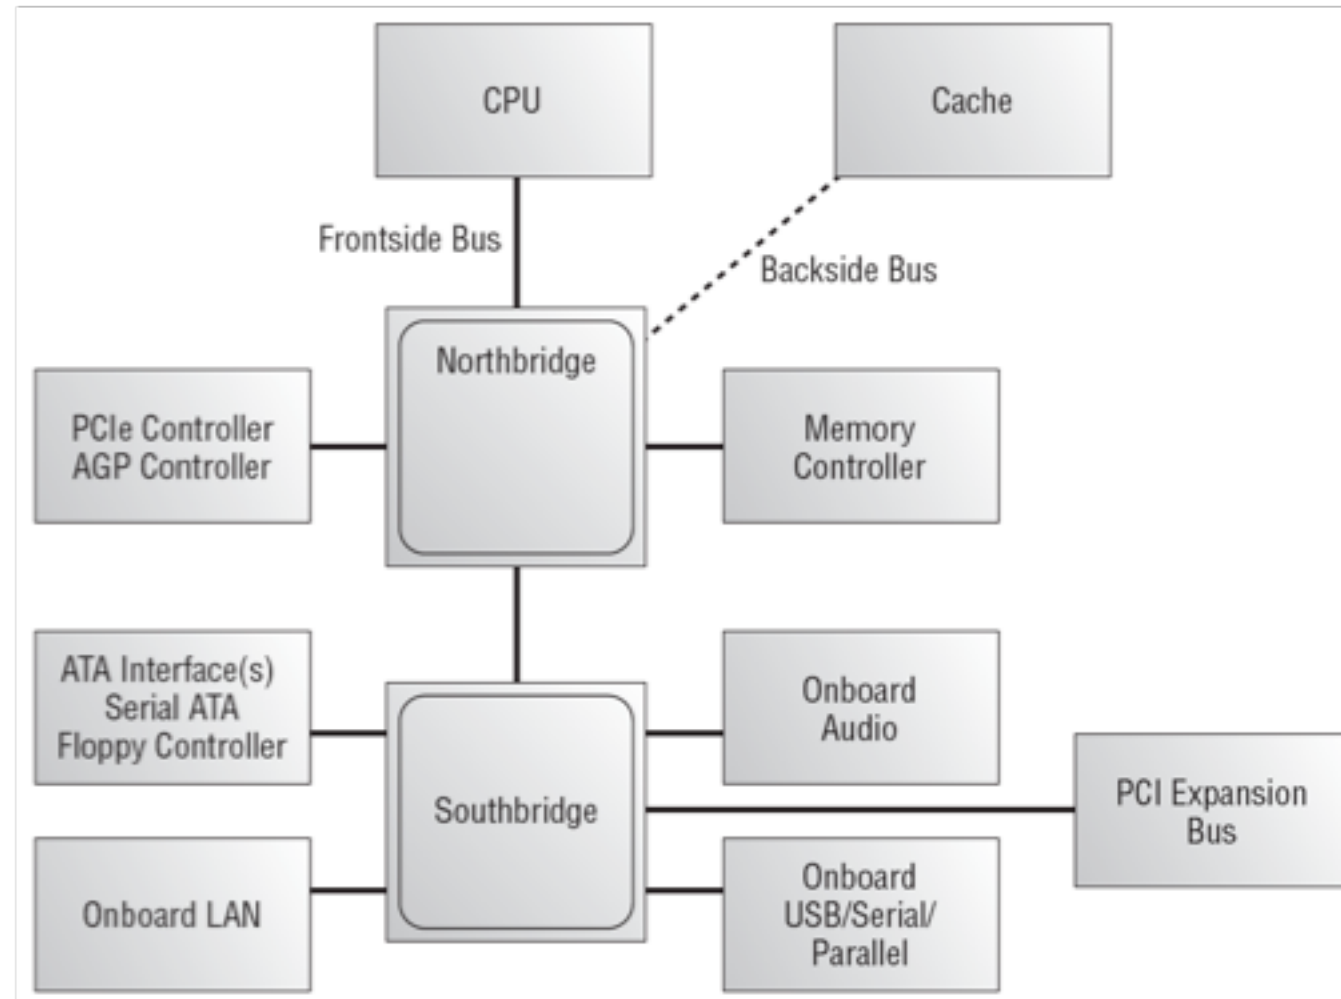 CPU
Cache
Frontside Bus
Backside Bus
Northbridge
PCIe Controller
AGP Controller
Memory
Controller
ATA Interface(s)
Serial ATA
Floppy Controller
Onboard
Audio
Southbridge
PCI Expansion
Bus
Onboard LAN
Onboard
USB/Serial/
Parallel